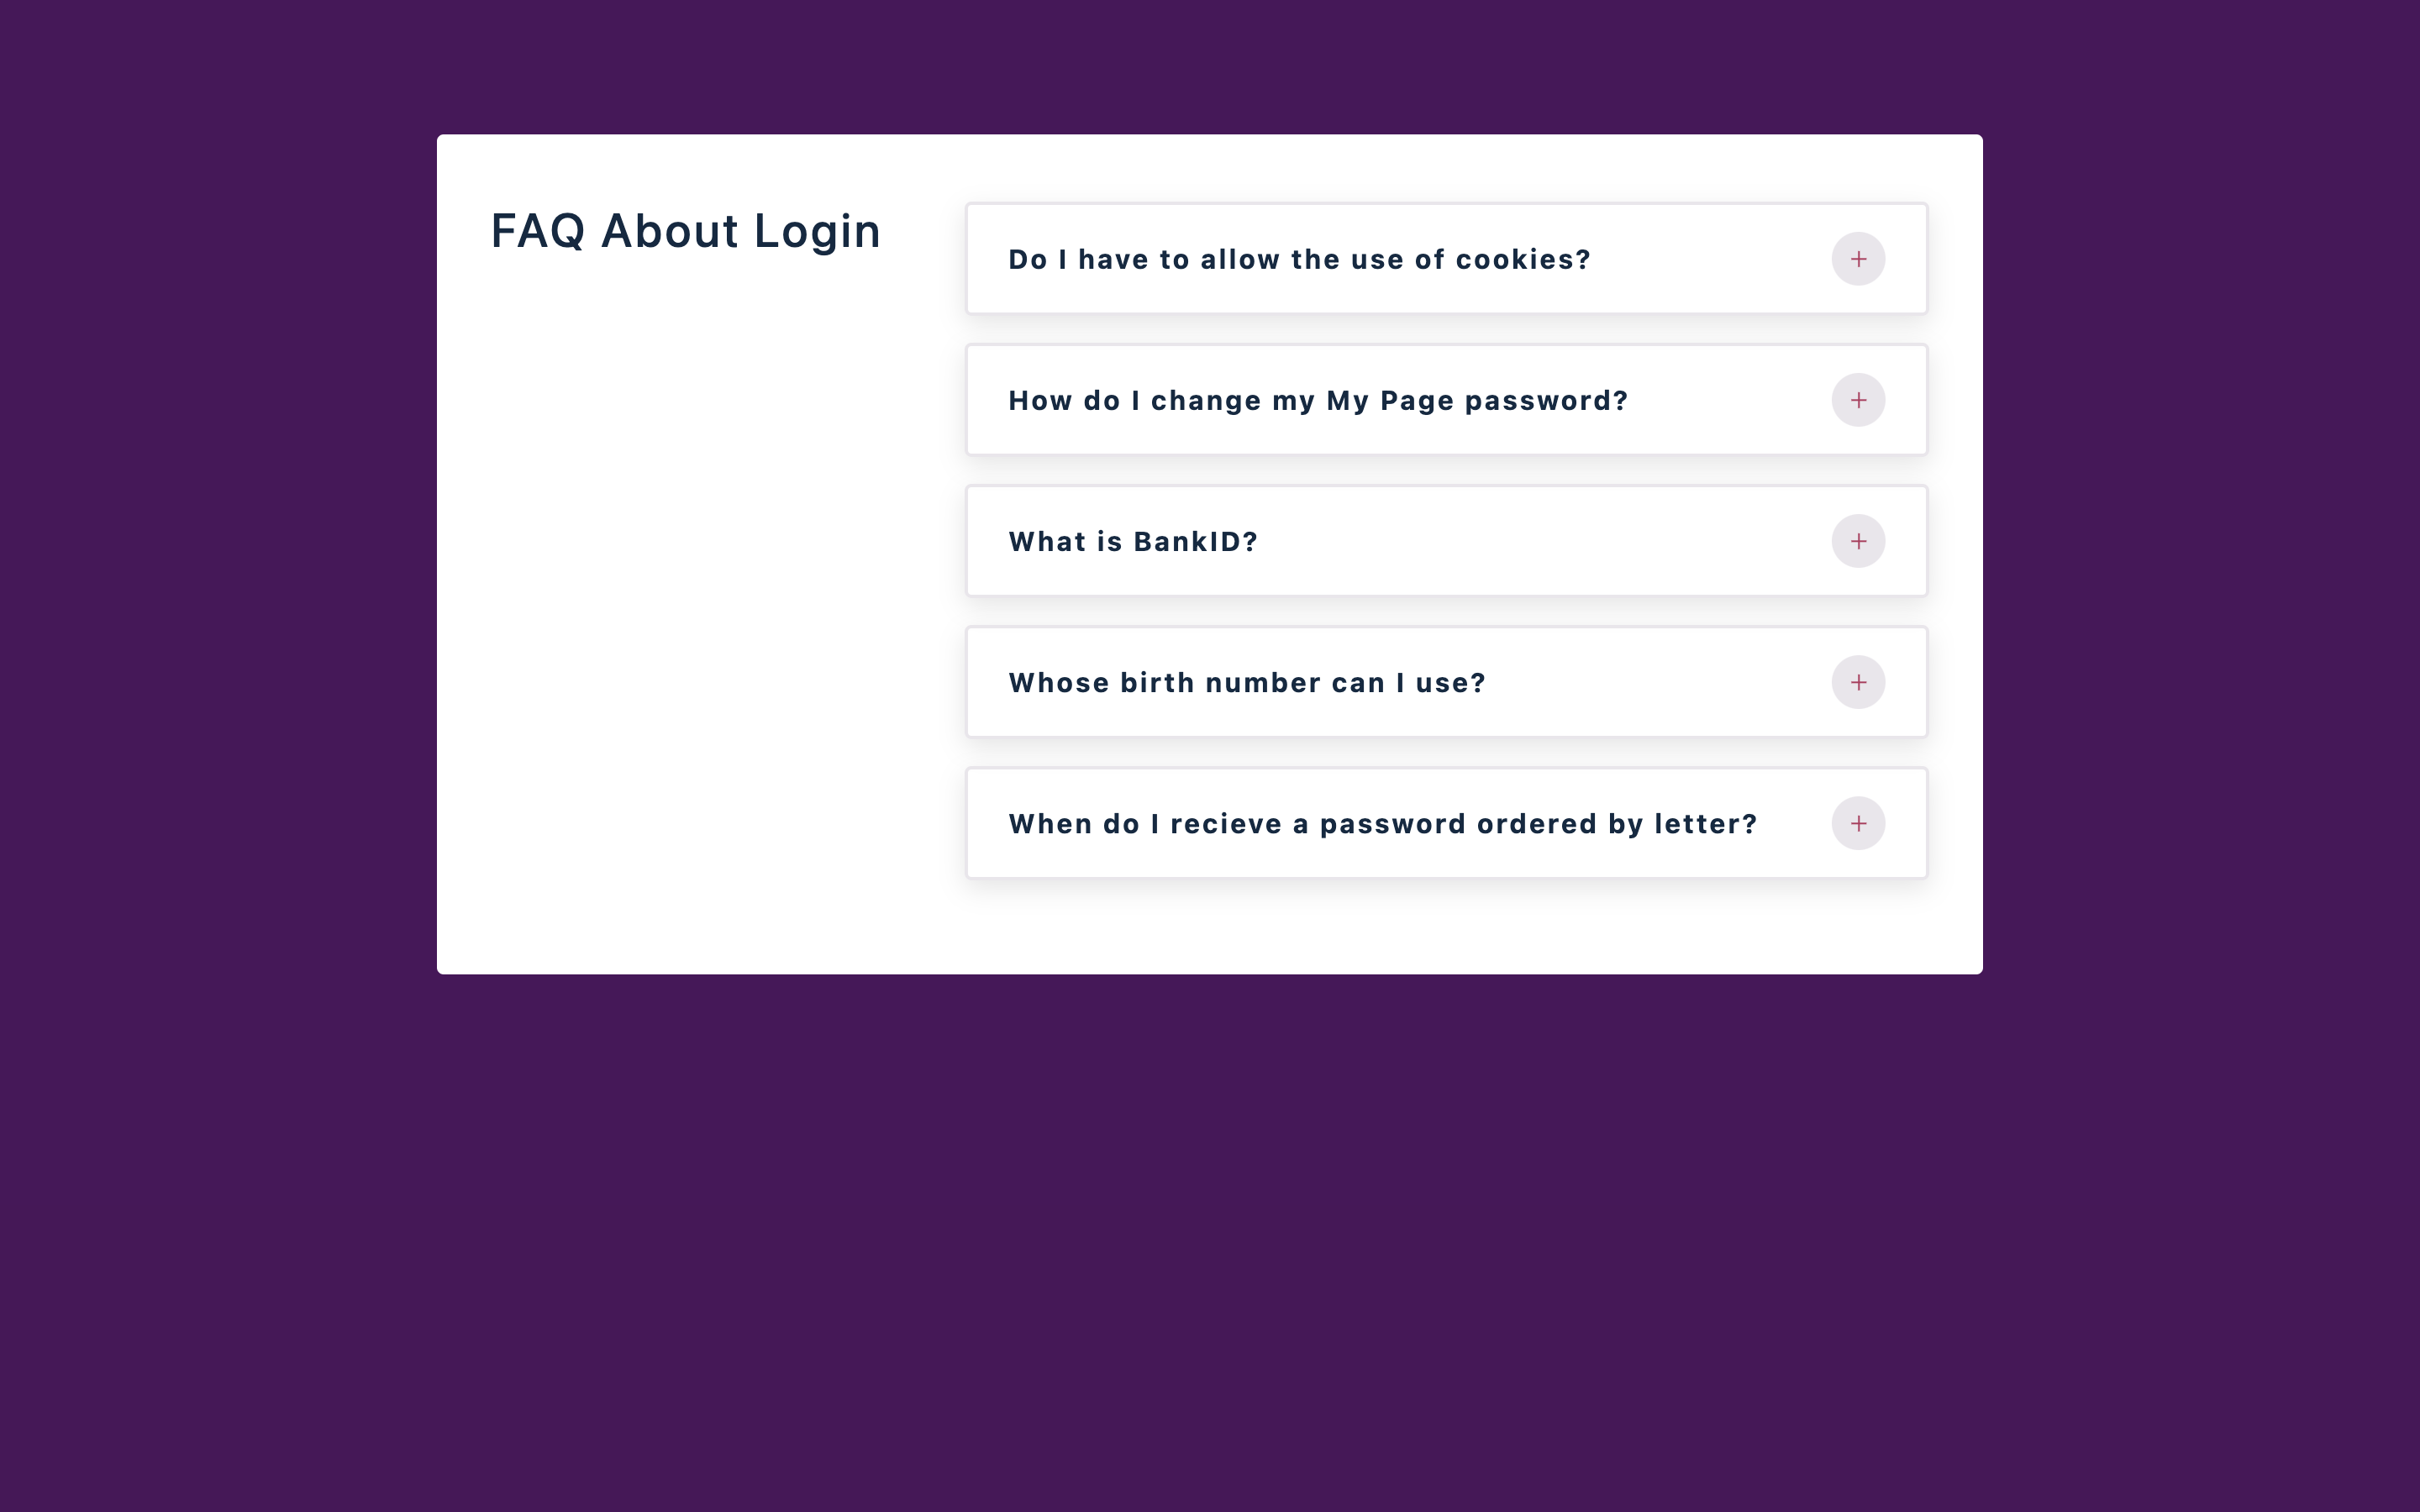 FAQ About Login
Do I have to allow the use of cookies?
How do I change my My Page password?
What is BankID?
Whose birth number can I use?
When do I recieve a password ordered by letter?